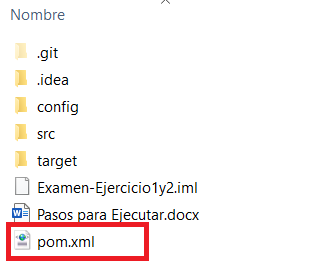 Nombre
.git
.idea
config
src
target
Examen-Ejercicio1y2.iml
Pasos para Ejecutar.docx
pom.xml